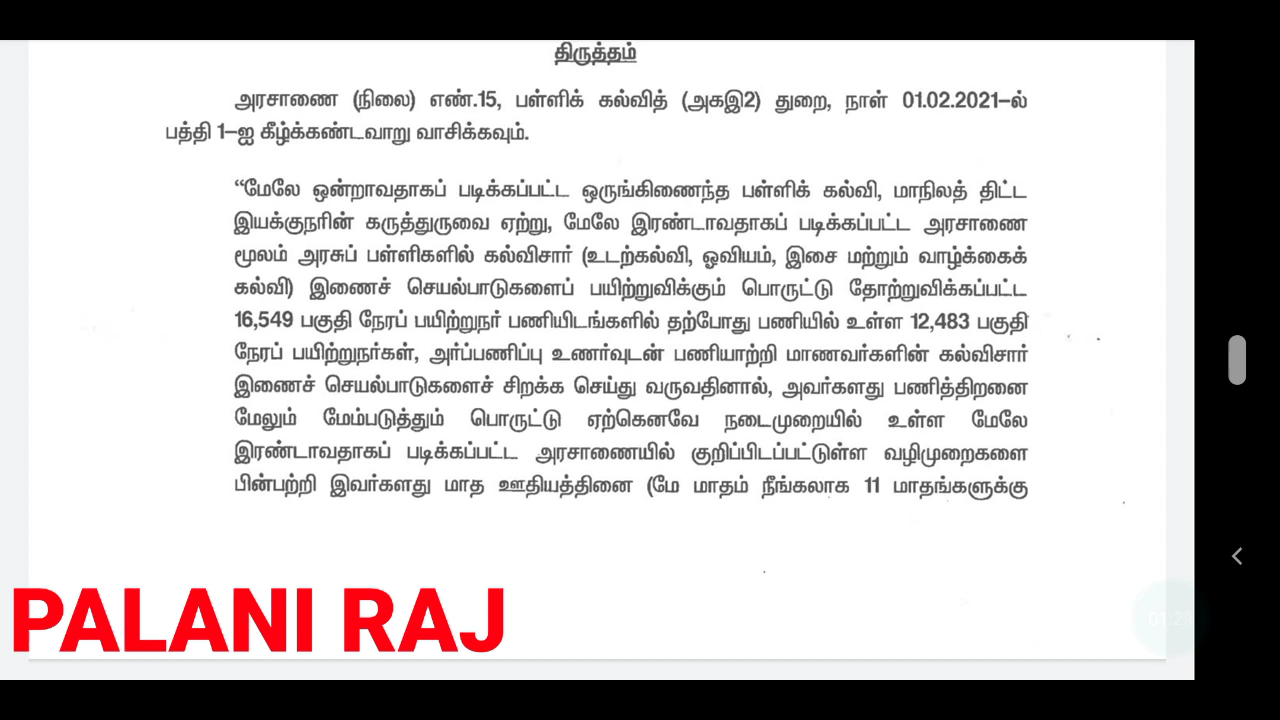 திருத்தம்
அரசாணை (நிலை) எண்.15, பள்ளிக் கல்வித் (அகஇ2) துறை, நாள் 01.02.2021–ல்
பத்தி 1–ஐ கீழ்க்கண்டவாறு வாசிக்கவும்.
“மேலே ஒன்றாவதாகப் படிக்கப்பட்ட ஒருங்கிணைந்த பள்ளிக் கல்வி, மாநிலத் திட்ட
இயக்குநரின் கருத்துருவை ஏற்று, மேலே இரண்டாவதாகப் படிக்கப்பட்ட அரசாணை
மூலம் அரசுப் பள்ளிகளில் கல்விசார் (உடற்கல்வி, ஓவியம், இசை மற்றும் வாழ்க்கைக்
கல்வி) இணைச் செயல்பாடுகளைப் பயிற்றுவிக்கும் பொருட்டு தோற்றுவிக்கப்பட்ட
16,549 பகுதி நேரப் பயிற்றுநர் பணியிடங்களில் தற்போது பணியில் உள்ள 12,483 பகுதி
நேரப் பயிற்றுநர்கள், அர்ப்பணிப்பு உணர்வுடன் பணியாற்றி மாணவர்களின் கல்விசார்
இணைச் செயல்பாடுகளைச் சிறக்க செய்து வருவதினால், அவர்களது பணித்திறனை
மேலும் மேம்படுத்தும் பொருட்டு ஏற்கெனவே நடைமுறையில் உள்ள மேலே
இரண்டாவதாகப் படிக்கப்பட்ட அரசாணையில் குறிப்பிடப்பட்டுள்ள வழிமுறைகளை
பின்பற்றி இவர்களது மாத ஊதியத்தினை (மே மாதம் நீங்கலாக 11 மாதங்களுக்கு
PALANI RAJ